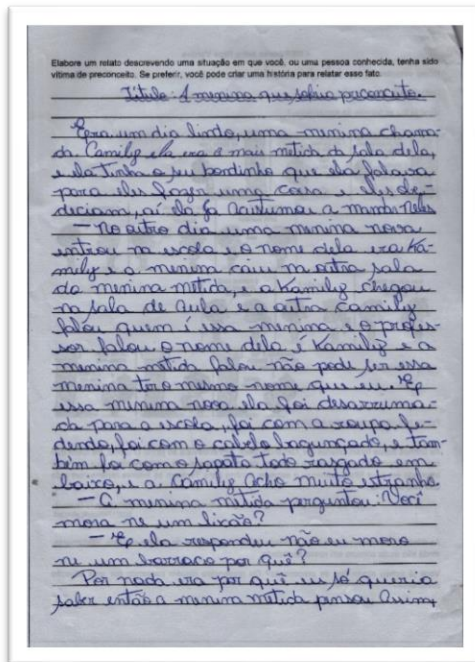 Elabore um relato descrevendo uma situação em que você, ou uma pessoa conhecida, tenha sido
vítima de preconceito. Se preferir, você pode criar uma história para relatar esse fato.
Título: A menina que sofria preconceito.
Era um dia lindo, uma menina chama-
da Camily ela era a mais metida da sala dela,
e ela tinha o seu bondinho que ela falava
para eles fazer uma coisa e eles
aí ela acustumou a manda neles
— No outro dia uma menina nova
entrou na escola e o nome dela era Ka-
mily e a menina caiu na outra sala
da menina metida, e a Kamily chegou
na sala de aula e a outra Camily
falou quem é essa menina e o profes-
sor falou o nome dela é Kamily e a
menina metida falou não pode ser essa
menina ter o mesmo nome que eu. E
essa menina nova ela foi desarruma-
da para a escola, foi com a roupa fe-
dendo, foi com o cabelo bagunçado, e tam-
bém foi com o sapato todo rasgado em
baixo, e a Camily acho muito estranho.
— A menina metida perguntou: Você
mora ne um lixão?
— E ela respondeu não eu moro
ne um barraco por quê?
Por nada era por quê eu só queria
saber então a menina metida pensou assim,